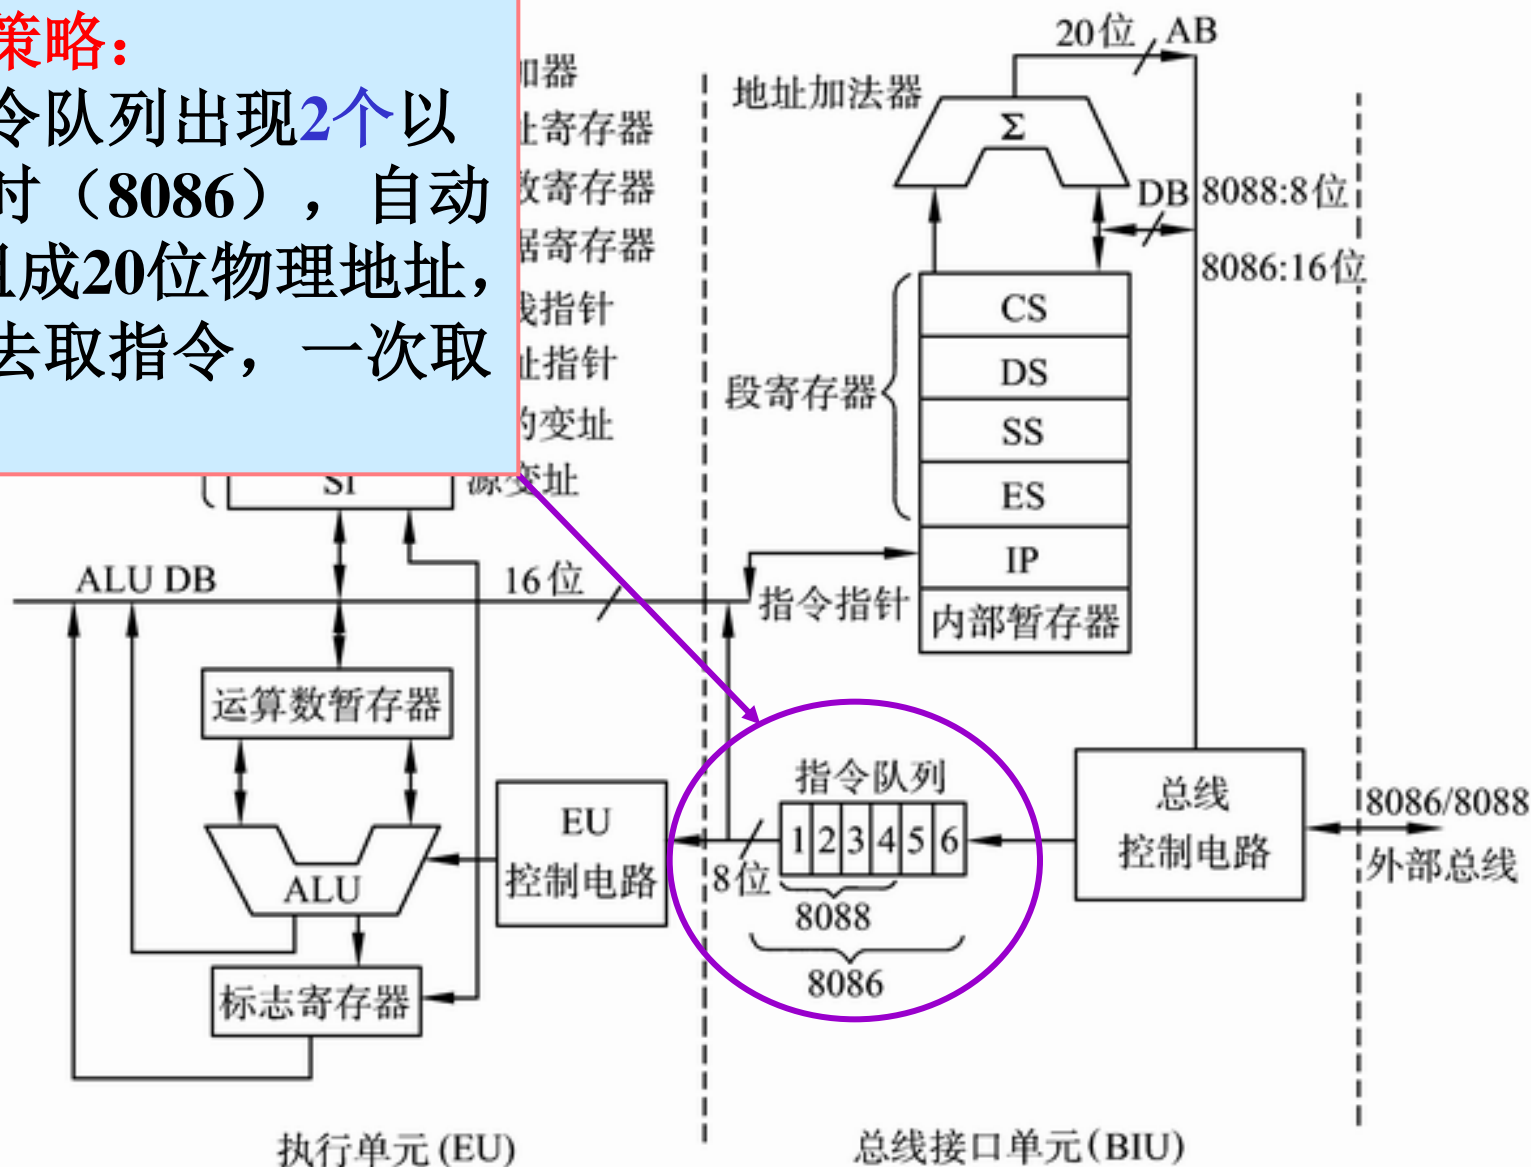 策略：
令队列出现2个以
时（8086），自动
组成20位物理地址，
去取指令，一次取
加器
址寄存器
数寄存器
据寄存器
栈指针
址指针
的变址
SI
源变址
ALU DB
16位
运算数暂存器
ALU
标志寄存器
EU
控制电路
8位
执行单元(EU)
20位 AB
地址加法器
Σ
DB
8088:8位
8086:16位
段寄存器
CS
DS
SS
ES
IP
指令指针
内部暂存器
指令队列
1 2 3 4 5 6
8088
8086
总线
控制电路
8086/8088
外部总线
总线接口单元(BIU)